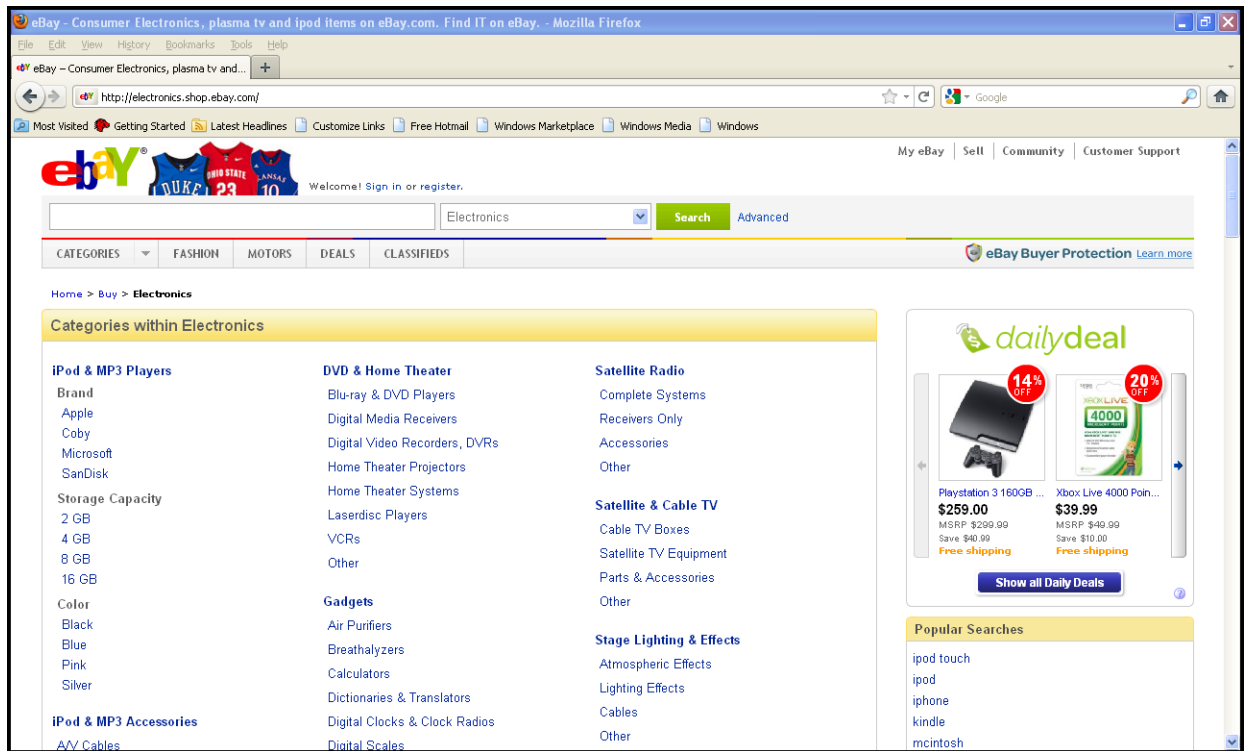 eBay - Consumer Electronics, plasma tv and ipod items on eBay.com. Find IT on eBay. - Mozilla Firefox
File Edit View History Bookmarks Tools Help
eBay – Consumer Electronics, plasma tv and... +
http://electronics.shop.ebay.com/
Google
Most Visited Getting Started Latest Headlines Customize Links Free Hotmail Windows Marketplace Windows Media Windows
ebaY® DUKE OHIO STATE 23 KANSAS 10
Welcome! Sign in or register.
My eBay Sell Community Customer Support
Electronics Search Advanced
CATEGORIES FASHION MOTORS DEALS CLASSIFIEDS
eBay Buyer Protection Learn more
Home > Buy > Electronics
Categories within Electronics
iPod & MP3 Players
Brand
Apple
Coby
Microsoft
SanDisk
Storage Capacity
2 GB
4 GB
8 GB
16 GB
Color
Black
Blue
Pink
Silver
iPod & MP3 Accessories
A/V Cables
DVD & Home Theater
Blu-ray & DVD Players
Digital Media Receivers
Digital Video Recorders, DVRs
Home Theater Projectors
Home Theater Systems
Laserdisc Players
VCRs
Other
Gadgets
Air Purifiers
Breathalyzers
Calculators
Dictionaries & Translators
Digital Clocks & Clock Radios
Digital Scales
Satellite Radio
Complete Systems
Receivers Only
Accessories
Other
Satellite & Cable TV
Cable TV Boxes
Satellite TV Equipment
Parts & Accessories
Other
Stage Lighting & Effects
Atmospheric Effects
Lighting Effects
Cables
Other
dailydeal
14% OFF
20% OFF
XBOX LIVE
4000
Playstation 3 160GB ...
$259.00
MSRP $299.99
Save $40.99
Free shipping
Xbox Live 4000 Poin...
$39.99
MSRP $49.99
Save $10.00
Free shipping
Show all Daily Deals
Popular Searches
ipod touch
ipod
iphone
kindle
mcintosh